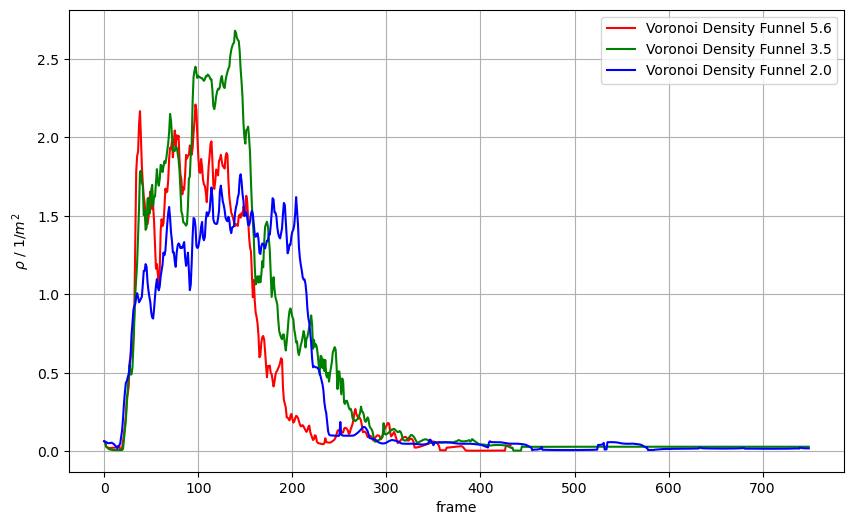 Voronoi Density Funnel 5.6
Voronoi Density Funnel 3.5
Voronoi Density Funnel 2.0
2.5
2.0
1.5
1.0
0.5
0.0
ρ / 1/m²
0 100 200 300 400 500 600 700
frame